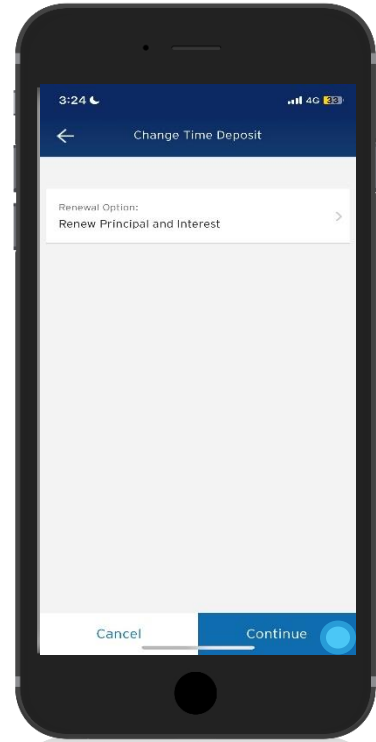 3:24 4G 33
Change Time Deposit
Renewal Option:
Renew Principal and Interest
Cancel Continue